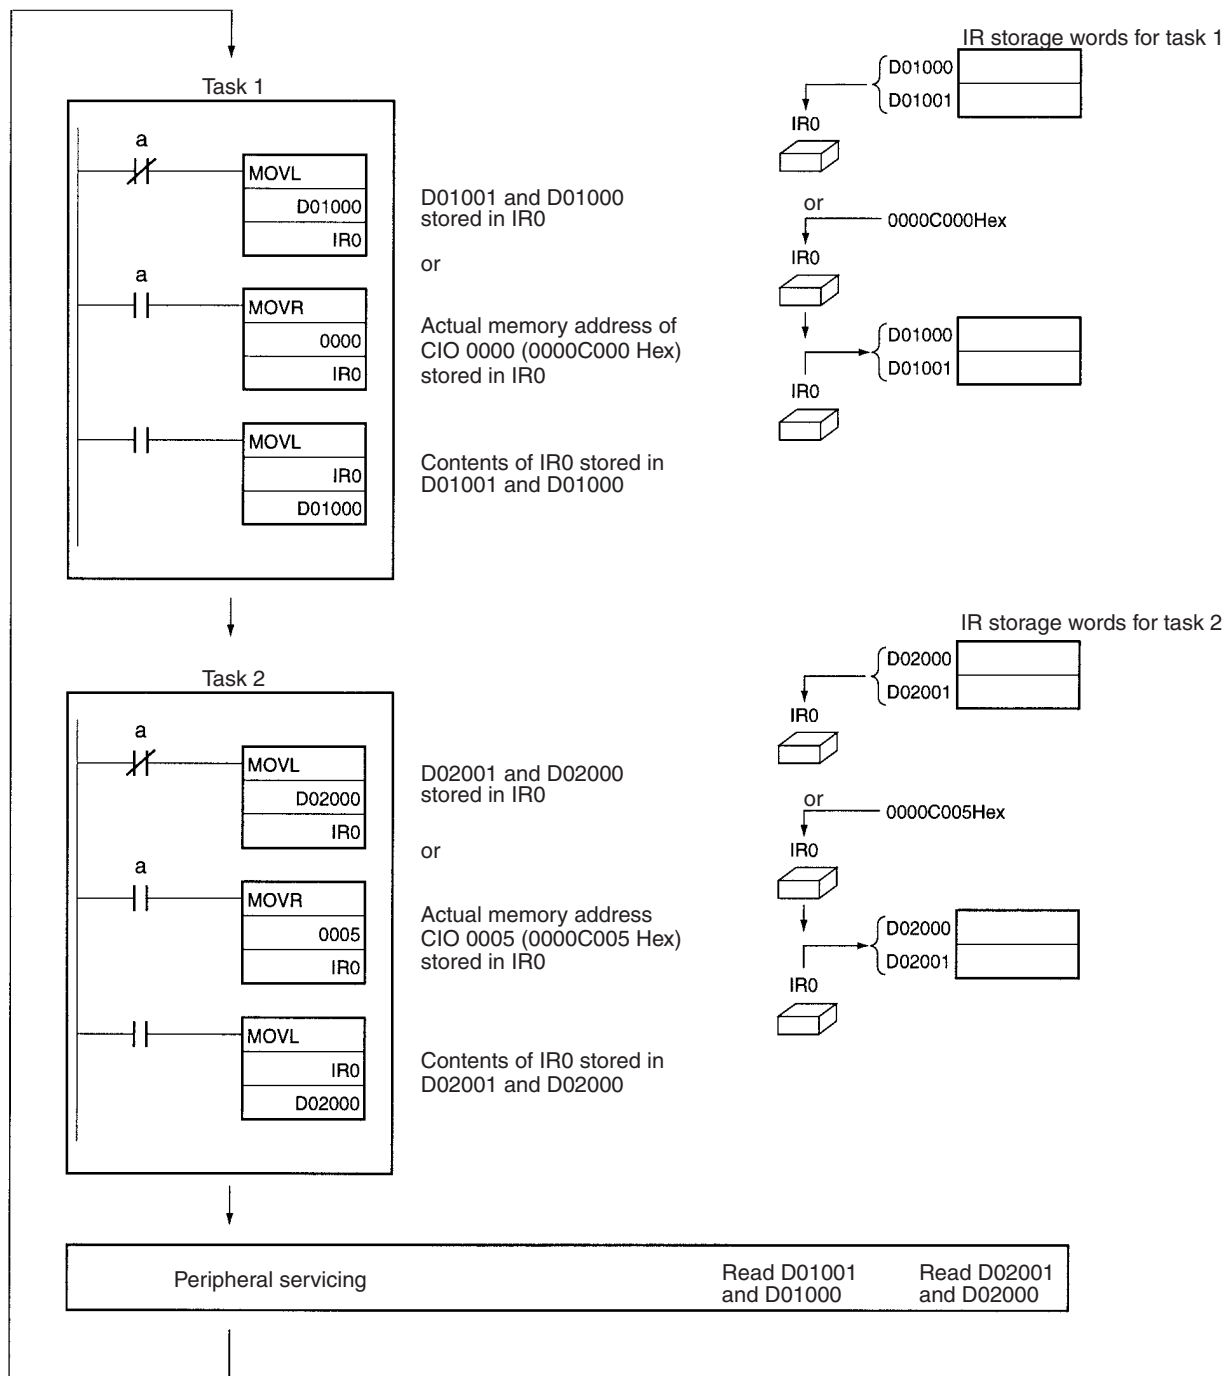 Task 1
a
MOVL
D01000
IR0
D01001 and D01000
stored in IR0
or
a
MOVR
0000
IR0
Actual memory address of
CIO 0000 (0000C000 Hex)
stored in IR0
MOVL
IR0
D01000
Contents of IR0 stored in
D01001 and D01000
IR storage words for task 1
D01000
D01001
IR0
or
0000C000Hex
IR0
D01000
D01001
IR0
Task 2
a
MOVL
D02000
IR0
D02001 and D02000
stored in IR0
or
a
MOVR
0005
IR0
Actual memory address
CIO 0005 (0000C005 Hex)
stored in IR0
MOVL
IR0
D02000
Contents of IR0 stored in
D02001 and D02000
IR storage words for task 2
D02000
D02001
IR0
or
0000C005Hex
IR0
D02000
D02001
IR0
Peripheral servicing
Read D01001
and D01000
Read D02001
and D02000